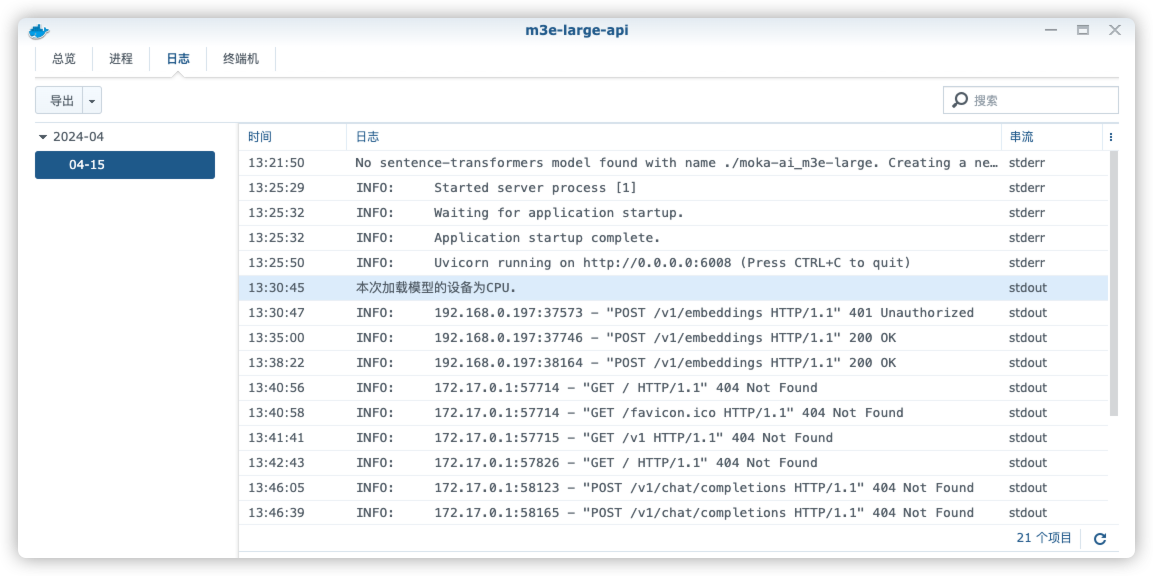 m3e-large-api
总览 进程 日志 终端机
导出 搜索
2024-04
04-15
时间 日志 串流
13:21:50 No sentence-transformers model found with name ./moka-ai_m3e-large. Creating a ne… stderr
13:25:29 INFO: Started server process [1] stderr
13:25:32 INFO: Waiting for application startup. stderr
13:25:32 INFO: Application startup complete. stderr
13:25:50 INFO: Uvicorn running on http://0.0.0.0:6008 (Press CTRL+C to quit) stderr
13:30:45 本次加载模型的设备为CPU. stdout
13:30:47 INFO: 192.168.0.197:37573 - "POST /v1/embeddings HTTP/1.1" 401 Unauthorized stdout
13:35:00 INFO: 192.168.0.197:37746 - "POST /v1/embeddings HTTP/1.1" 200 OK stdout
13:38:22 INFO: 192.168.0.197:38164 - "POST /v1/embeddings HTTP/1.1" 200 OK stdout
13:40:56 INFO: 172.17.0.1:57714 - "GET / HTTP/1.1" 404 Not Found stdout
13:40:58 INFO: 172.17.0.1:57714 - "GET /favicon.ico HTTP/1.1" 404 Not Found stdout
13:41:41 INFO: 172.17.0.1:57715 - "GET /v1 HTTP/1.1" 404 Not Found stdout
13:42:43 INFO: 172.17.0.1:57826 - "GET / HTTP/1.1" 404 Not Found stdout
13:46:05 INFO: 172.17.0.1:58123 - "POST /v1/chat/completions HTTP/1.1" 404 Not Found stdout
13:46:39 INFO: 172.17.0.1:58165 - "POST /v1/chat/completions HTTP/1.1" 404 Not Found stdout
21 个项目